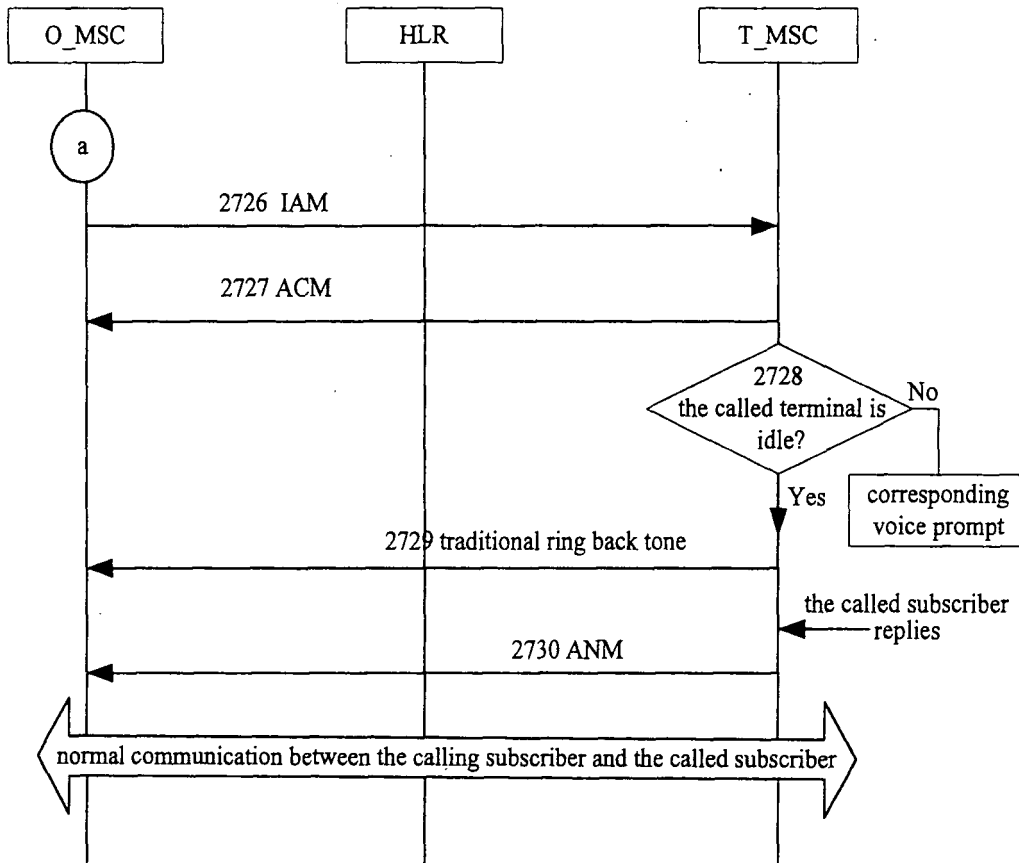 O_MSC
HLR
T_MSC
a
2726 IAM
2727 ACM
2728
the called terminal is
idle?
No
Yes
corresponding
voice prompt
2729 traditional ring back tone
the called subscriber
replies
2730 ANM
normal communication between the calling subscriber and the called subscriber